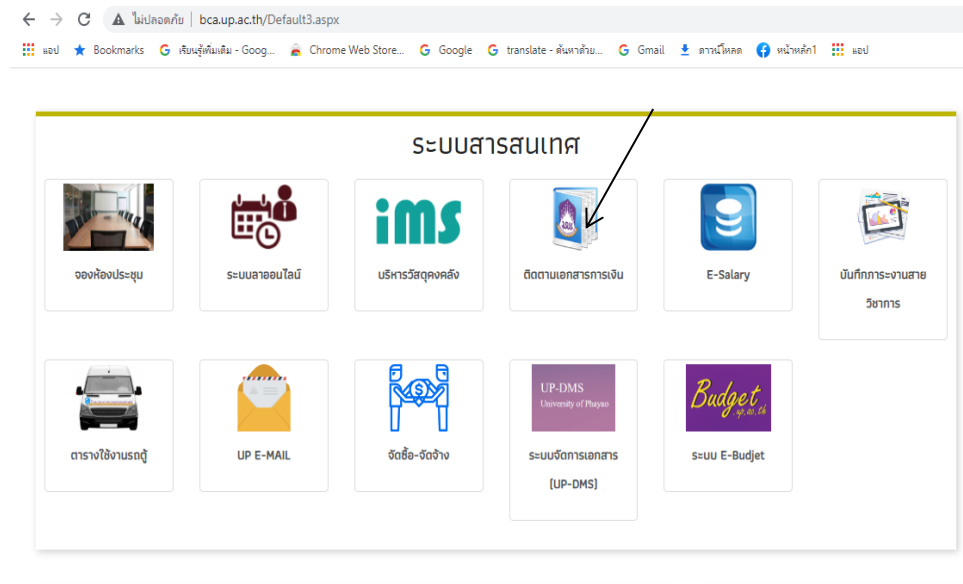 ไม่ปลอดภัย | bca.up.ac.th/Default3.aspx
แอป Bookmarks เรียนรู้เพิ่มเติม - Goog... Chrome Web Store... Google translate - ค้นหาด้วย... Gmail ดาวน์โหลด หน้าหลัก1 แอป
ระบบสารสนเทศ
จองห้องประชุม
ระบบลาออนไลน์
ims
บริหารวัสดุคงคลัง
ติดตามเอกสารการเงิน
E-Salary
บันทึกภาระงานสาย
วิชาการ
ตารางใช้งานรถตู้
UP E-MAIL
จัดซื้อ-จัดจ้าง
UP-DMS
University of Phayao
ระบบจัดการเอกสาร
(UP-DMS)
Budget
.up.ac.th
ระบบ E-Budjet